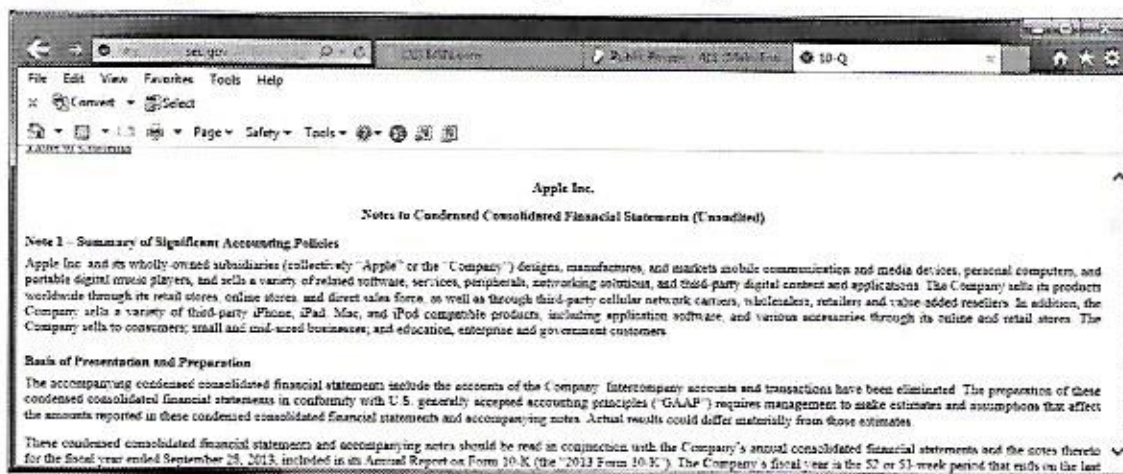 sec.gov
10-Q
File Edit View Favorites Tools Help
Convert Select
Page Safety Tools
Apple Inc.
Notes to Condensed Consolidated Financial Statements (Unaudited)
Note 1 – Summary of Significant Accounting Policies
Apple Inc. and its wholly-owned subsidiaries (collectively "Apple" or the "Company") designs, manufactures, and markets mobile communication and media devices, personal computers, and
portable digital music players, and sells a variety of related software, services, peripherals, networking solutions, and third-party digital content and applications. The Company sells its products
worldwide through its retail stores, online stores, and direct sales force, as well as through third-party cellular network carriers, wholesalers, retailers and value-added resellers. In addition, the
Company sells a variety of third-party iPhone, iPad, Mac, and iPod compatible products, including application software, and various accessories through its online and retail stores. The
Company sells to consumers; small and mid-sized businesses; and education, enterprise and government customers.
Basis of Presentation and Preparation
The accompanying condensed consolidated financial statements include the accounts of the Company. Intercompany accounts and transactions have been eliminated. The preparation of these
condensed consolidated financial statements in conformity with U.S. generally accepted accounting principles ("GAAP") requires management to make estimates and assumptions that affect
the amounts reported in these condensed consolidated financial statements and accompanying notes. Actual results could differ materially from those estimates.
These condensed consolidated financial statements and accompanying notes should be read in conjunction with the Company's annual consolidated financial statements and the notes thereto
for the fiscal year ended September 28, 2013, included in its Annual Report on Form 10-K (the "2013 Form 10-K"). The Company's fiscal year is the 52 or 53-week period that ends on the last